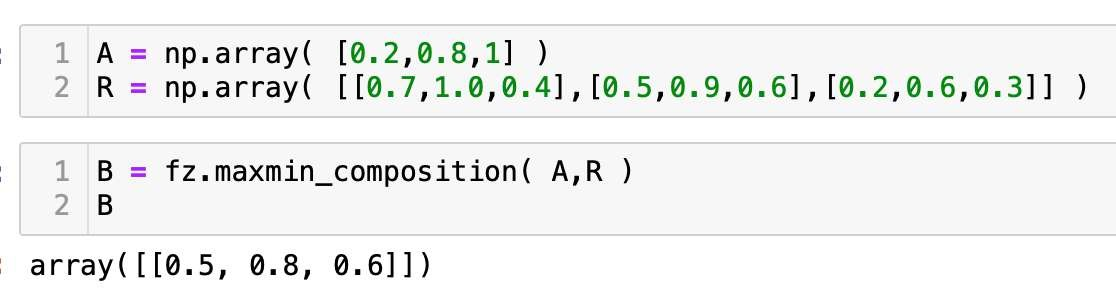 1 A = np.array( [0.2,0.8,1] )
2 R = np.array( [[0.7,1.0,0.4],[0.5,0.9,0.6],[0.2,0.6,0.3]] )
1 B = fz.maxmin_composition( A,R )
2 B
array([[0.5, 0.8, 0.6]])